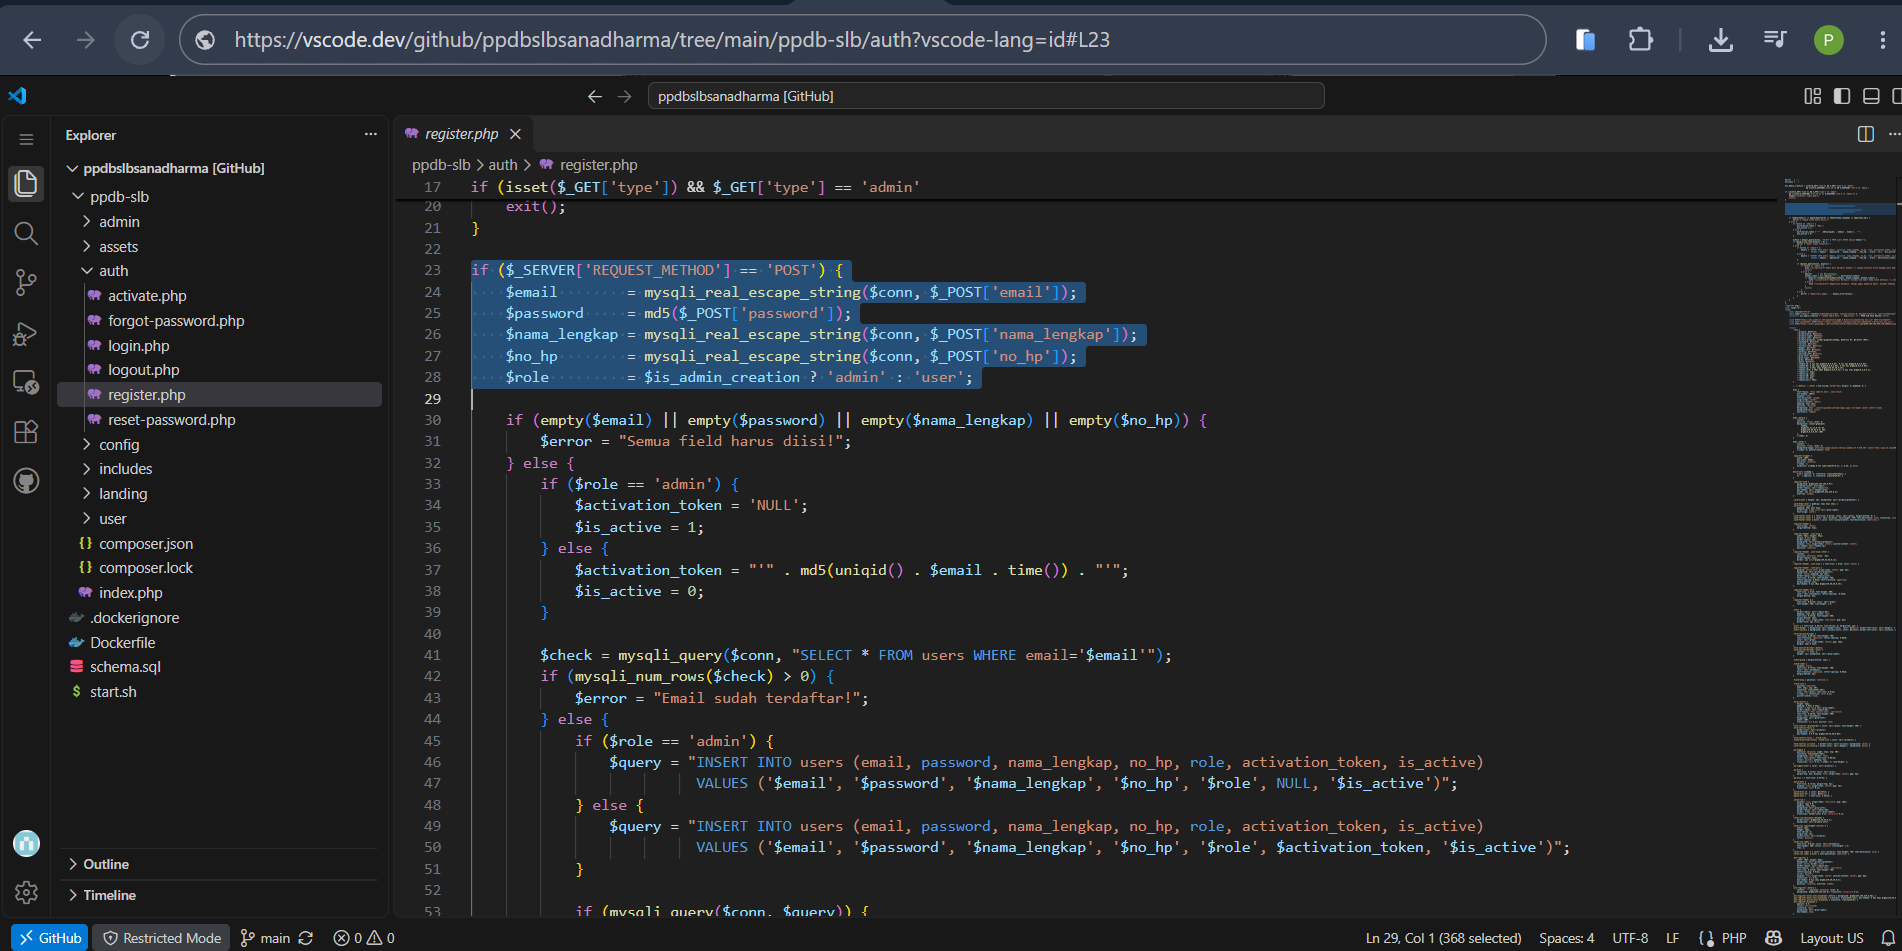 https://vscode.dev/github/ppdbslbsanadharma/tree/main/ppdb-slb/auth?vscode-lang=id#L23
P
ppdbslbsanadharma [GitHub]
Explorer
ppdbslbsanadharma [GitHub]
ppdb-slb
admin
assets
auth
activate.php
forgot-password.php
login.php
logout.php
register.php
reset-password.php
config
includes
landing
user
composer.json
composer.lock
index.php
.dockerignore
Dockerfile
schema.sql
$ start.sh
Outline
Timeline
register.php
ppdb-slb > auth > register.php
17 if (isset($_GET['type']) && $_GET['type'] == 'admin'
20 exit();
21 }
22
23 if ($_SERVER['REQUEST_METHOD'] == 'POST') {
24 $email = mysqli_real_escape_string($conn, $_POST['email']);
25 $password = md5($_POST['password']);
26 $nama_lengkap = mysqli_real_escape_string($conn, $_POST['nama_lengkap']);
27 $no_hp = mysqli_real_escape_string($conn, $_POST['no_hp']);
28 $role = $is_admin_creation ? 'admin' : 'user';
29
30 if (empty($email) || empty($password) || empty($nama_lengkap) || empty($no_hp)) {
31 $error = "Semua field harus diisi!";
32 } else {
33 if ($role == 'admin') {
34 $activation_token = 'NULL';
35 $is_active = 1;
36 } else {
37 $activation_token = "'" . md5(uniqid() . $email . time()) . "'";
38 $is_active = 0;
39 }
40
41 $check = mysqli_query($conn, "SELECT * FROM users WHERE email='$email'");
42 if (mysqli_num_rows($check) > 0) {
43 $error = "Email sudah terdaftar!";
44 } else {
45 if ($role == 'admin') {
46 $query = "INSERT INTO users (email, password, nama_lengkap, no_hp, role, activation_token, is_active)
47 VALUES ('$email', '$password', '$nama_lengkap', '$no_hp', '$role', NULL, '$is_active')";
48 } else {
49 $query = "INSERT INTO users (email, password, nama_lengkap, no_hp, role, activation_token, is_active)
50 VALUES ('$email', '$password', '$nama_lengkap', '$no_hp', '$role', $activation_token, '$is_active')";
51 }
52
53 if (mysqli_query($conn, $query)) {
GitHub
Restricted Mode
main
0 0
Ln 29, Col 1 (368 selected)
Spaces: 4
UTF-8
LF
{ } PHP
Layout: US